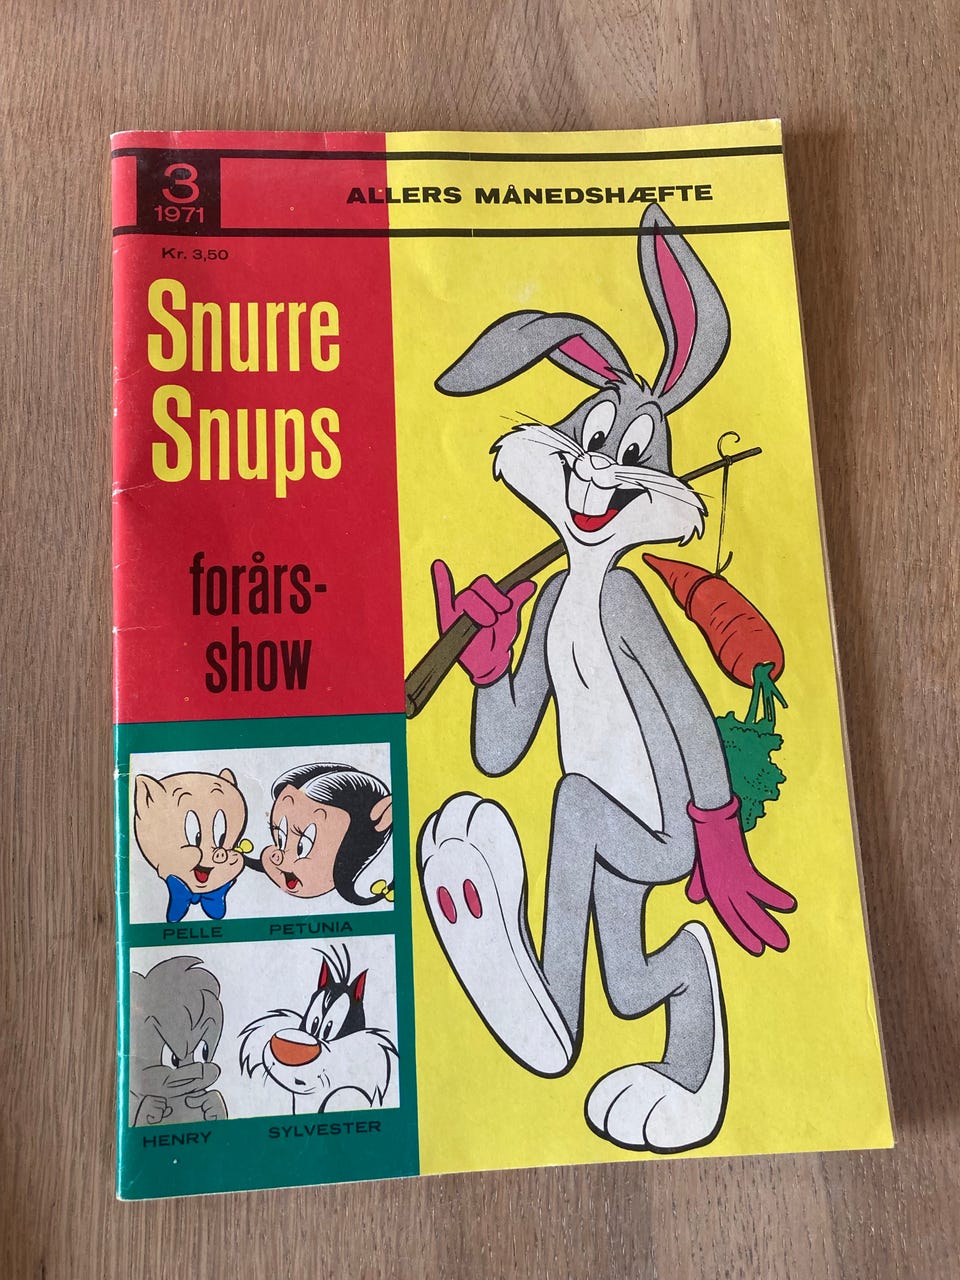 3
1971
ALLERS MÅNEDSHÆFTE
Kr. 3,50
Snurre
Snups
forårs-
show
PELLE PETUNIA
HENRY SYLVESTER